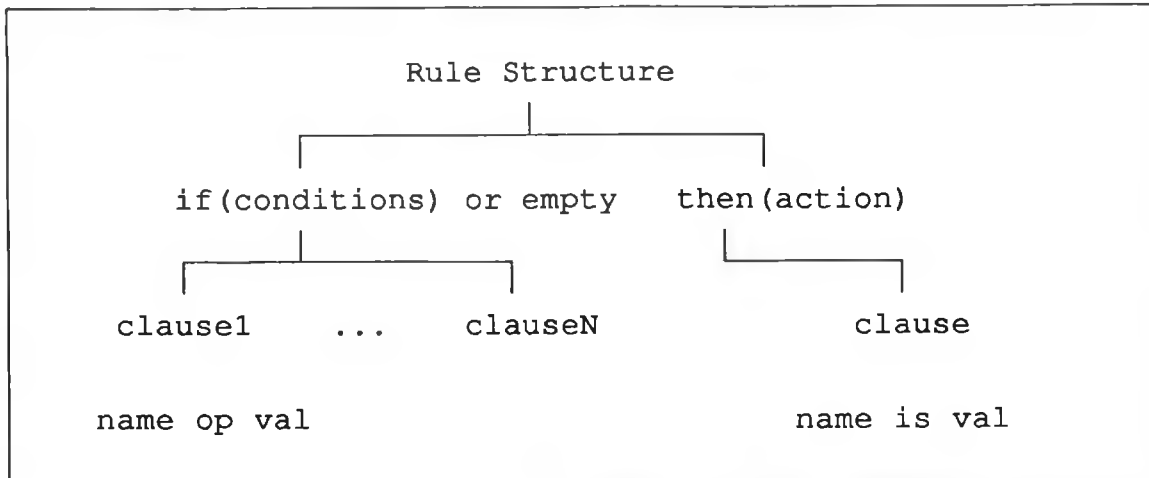 Rule Structure
if(conditions) or empty then(action)
clause1 ... clauseN clause
name op val name is val